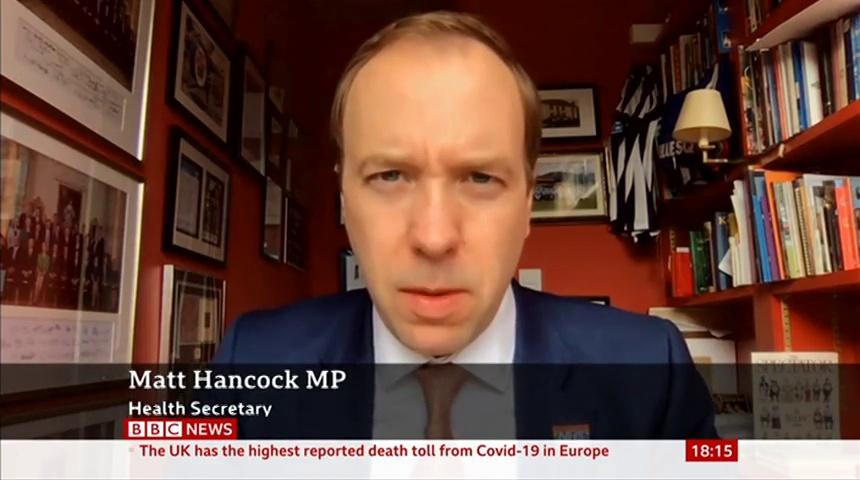 SPECTATOR
Matt Hancock MP
Health Secretary
BBC NEWS
The UK has the highest reported death toll from Covid-19 in Europe
18:15